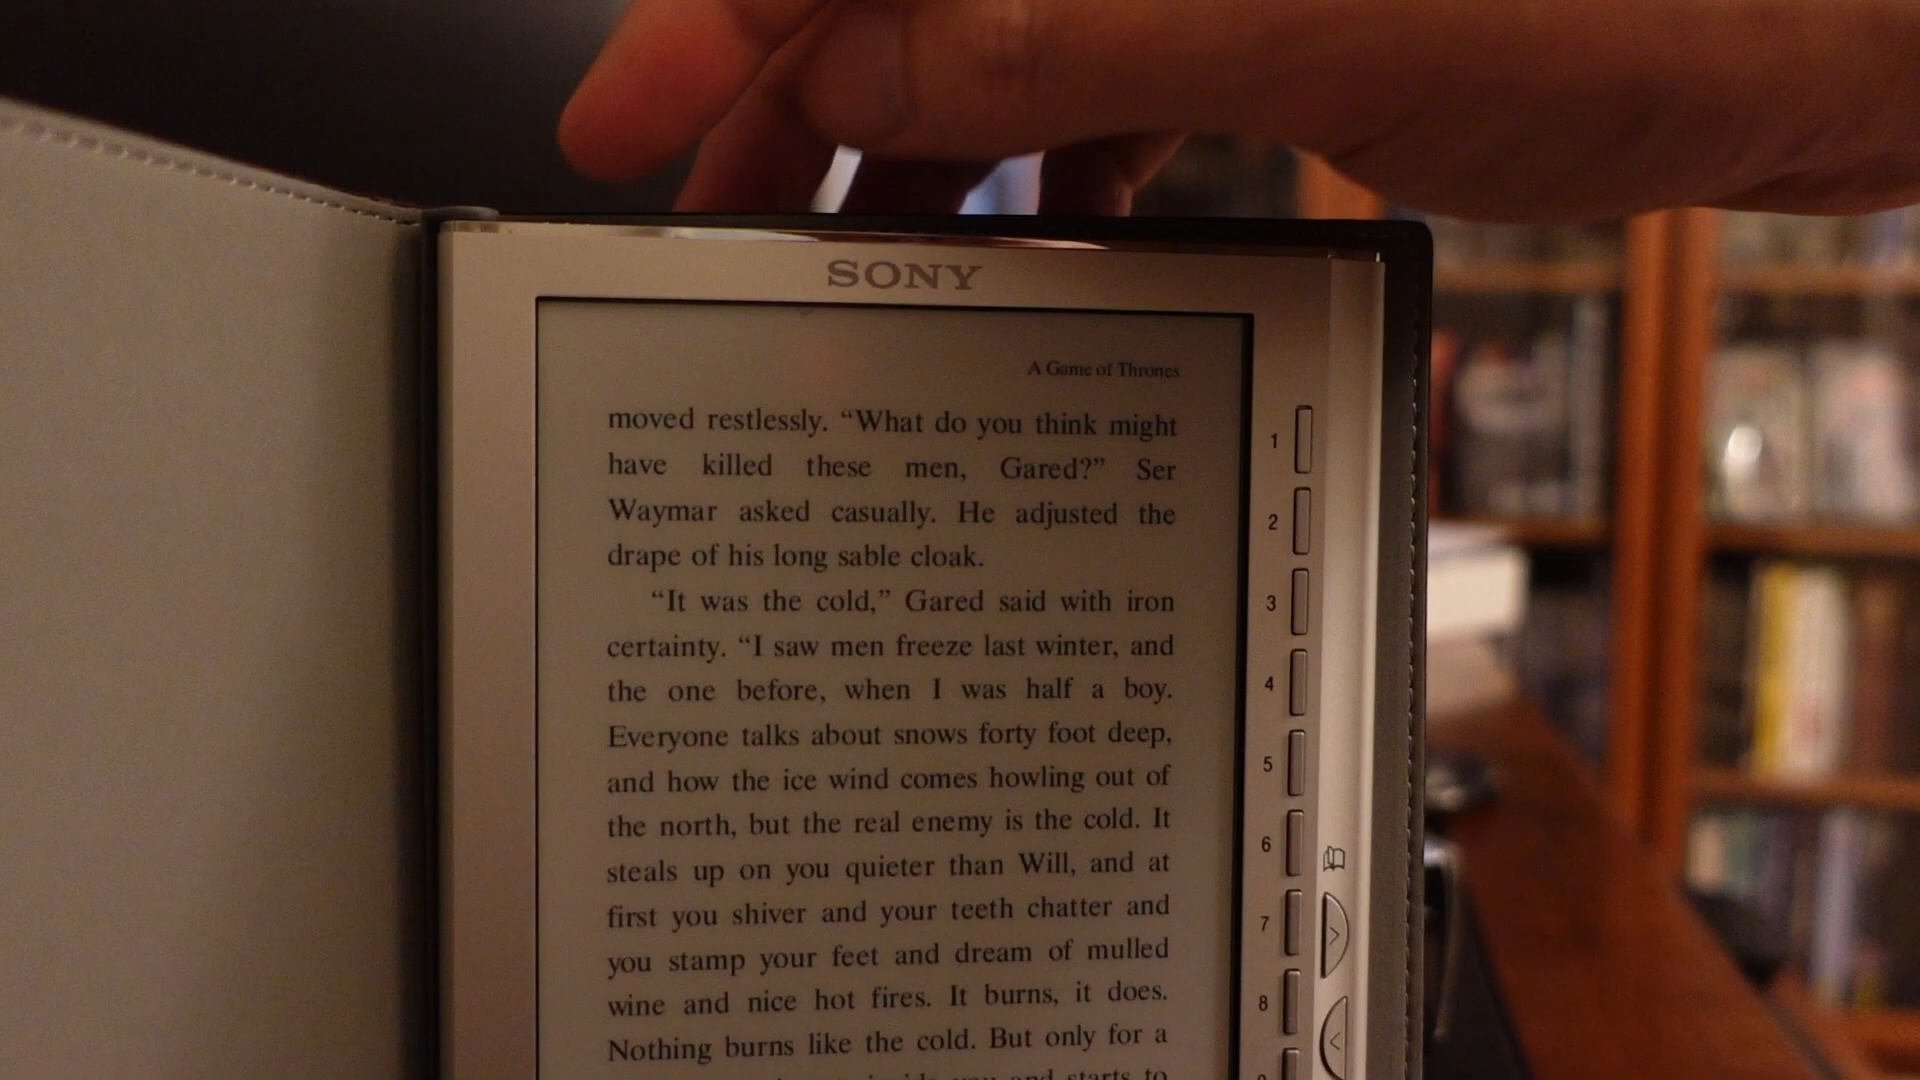 SONY
A Game of Thrones
moved restlessly. “What do you think might
have killed these men, Gared?” Ser
Waymar asked casually. He adjusted the
drape of his long sable cloak.
“It was the cold,” Gared said with iron
certainty. “I saw men freeze last winter, and
the one before, when I was half a boy.
Everyone talks about snows forty foot deep,
and how the ice wind comes howling out of
the north, but the real enemy is the cold. It
steals up on you quieter than Will, and at
first you shiver and your teeth chatter and
you stamp your feet and dream of mulled
wine and nice hot fires. It burns, it does.
Nothing burns like the cold. But only for a
you and starts to
1
2
3
4
5
6
7
8